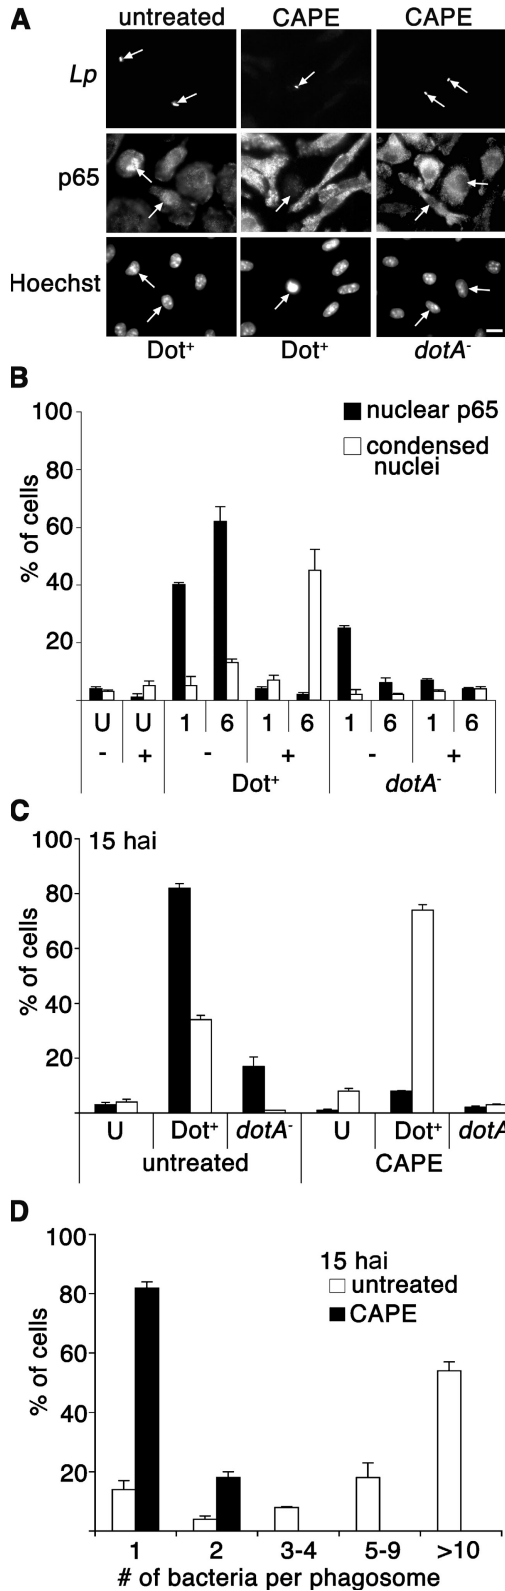 A
untreated CAPE CAPE
Lp
p65
Hoechst
Dot+ Dot+ dotA-
B
100
80
60
40
20
% of cells
nuclear p65
condensed
nuclei
U U 1 6 1 6 1 6 1 6
- + - + - +
Dot+ dotA-
C
15 hai
100
80
60
40
20
% of cells
U Dot+ dotA- U Dot+ dotA
untreated CAPE
D
100
80
60
40
20
% of cells
15 hai
untreated
CAPE
1 2 3-4 5-9 >10
# of bacteria per phagosome